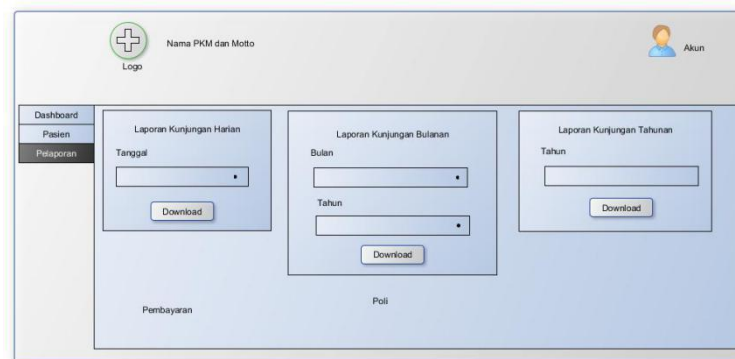 Nama PKM dan Motto
Logo
Akun
Dashboard
Pasien
Pelaporan
Laporan Kunjungan Harian
Tanggal
Download
Laporan Kunjungan Bulanan
Bulan
Tahun
Download
Laporan Kunjungan Tahunan
Tahun
Download
Pembayaran
Poli